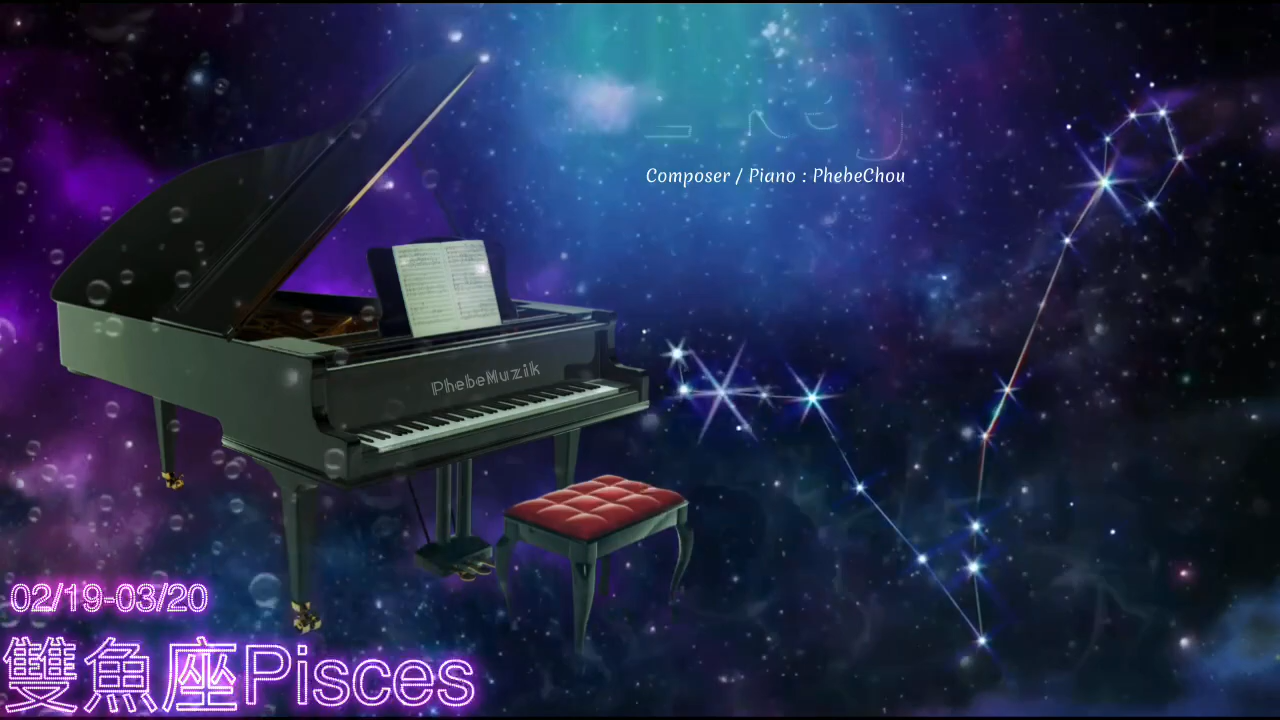 Composer / Piano : PhebeChou
PhebeMuzik
02/19-03/20
雙魚座Pisces